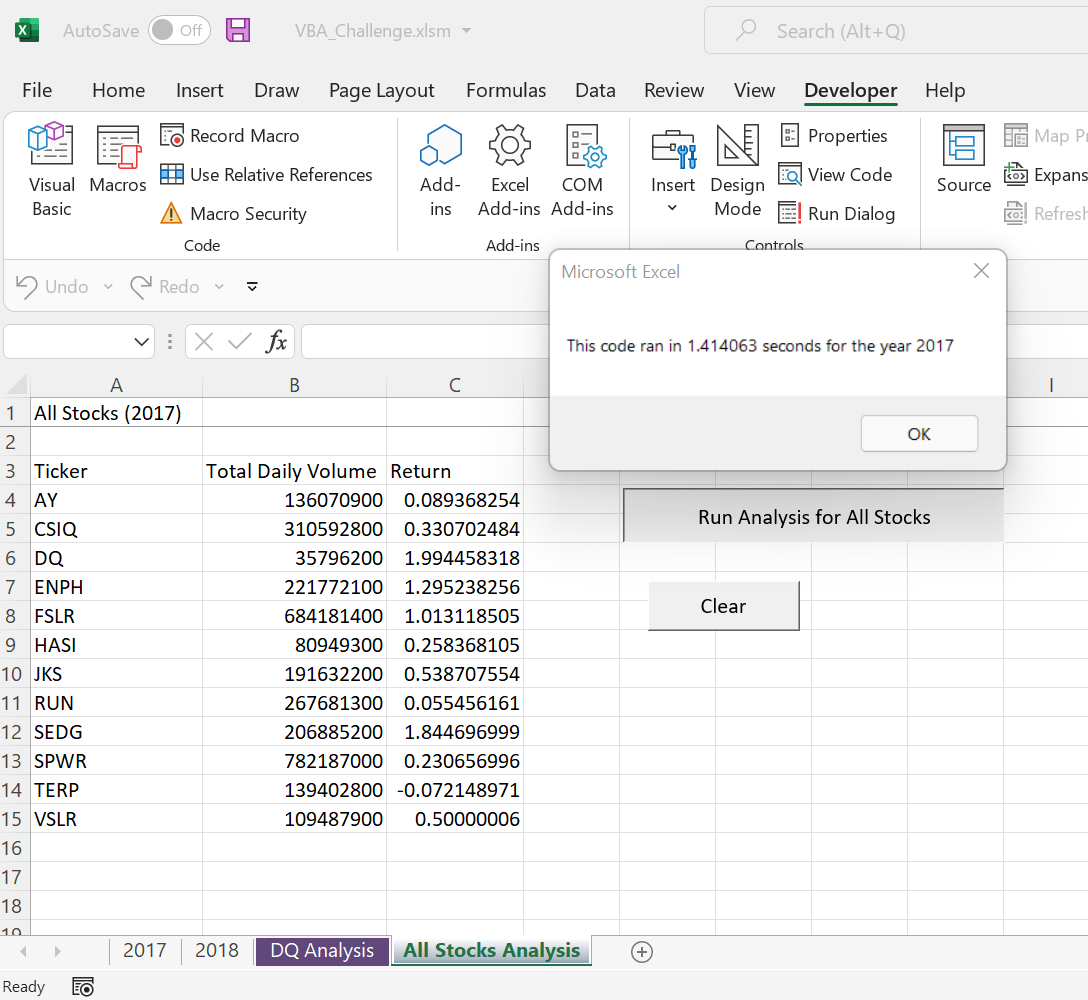 AutoSave Off VBA_Challenge.xlsm Search (Alt+Q)
File Home Insert Draw Page Layout Formulas Data Review View Developer Help
Visual Basic
Macros
Record Macro
Use Relative References
Macro Security
Code
Add-ins
Excel Add-ins
COM Add-ins
Add-ins
Insert
Design Mode
Properties
View Code
Run Dialog
Controls
Source
Map Pr
Expans
Refresh
Undo Redo
fx
Microsoft Excel
This code ran in 1.414063 seconds for the year 2017
OK
A B C I
1 All Stocks (2017)
2
3 Ticker Total Daily Volume Return
4 AY 136070900 0.089368254
5 CSIQ 310592800 0.330702484
6 DQ 35796200 1.994458318
7 ENPH 221772100 1.295238256
8 FSLR 684181400 1.013118505
9 HASI 80949300 0.258368105
10 JKS 191632200 0.538707554
11 RUN 267681300 0.055456161
12 SEDG 206885200 1.844696999
13 SPWR 782187000 0.230656996
14 TERP 139402800 -0.072148971
15 VSLR 109487900 0.50000006
16
17
18
19
Run Analysis for All Stocks
Clear
2017 2018 DQ Analysis All Stocks Analysis
Ready